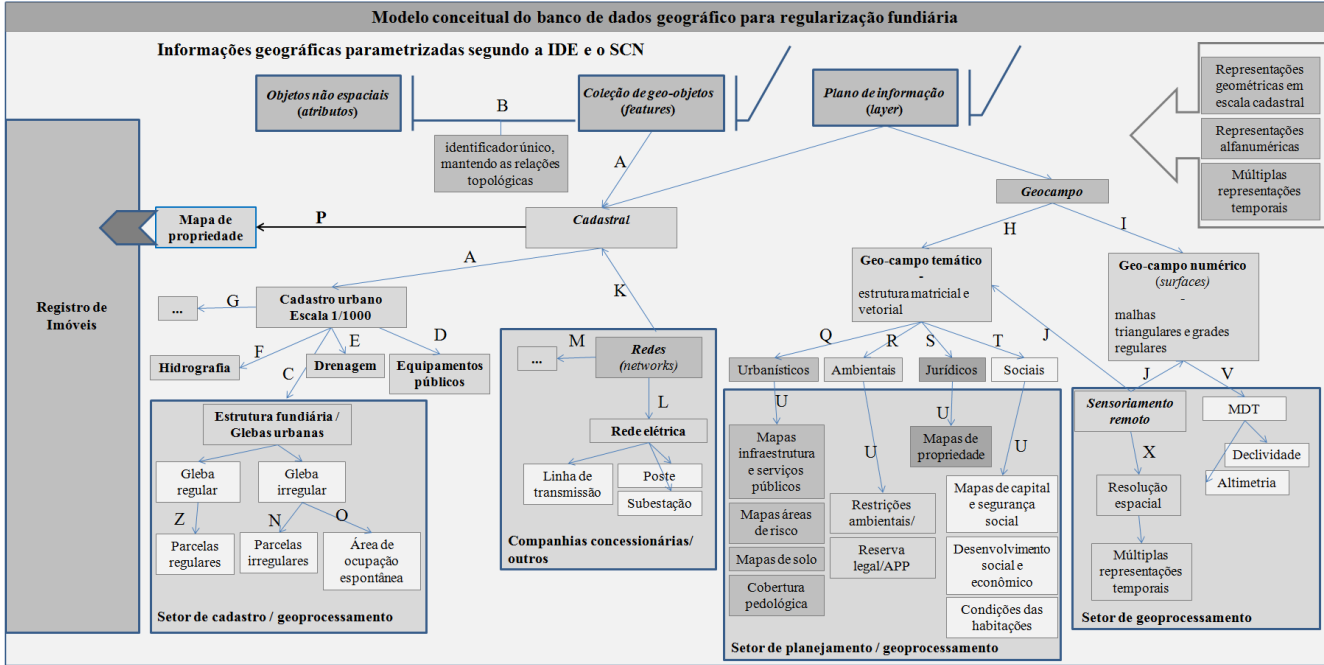 Modelo conceitual do banco de dados geográfico para regularização fundiária
Informações geográficas parametrizadas segundo a IDE e o SCN
Objetos não espaciais
(atributos)
B
Coleção de geo-objetos
(features)
Plano de informação
(layer)
identificador único,
mantendo as relações
topológicas
Representações
geométricas em
escala cadastral
Representações
alfanuméricas
Múltiplas
representações
temporais
A
Geocampo
Registro de
Imóveis
Mapa de
propriedade
P
Cadastral
H
I
A
K
Geo-campo temático
-
estrutura matricial e
vetorial
Geo-campo numérico
(surfaces)
-
malhas
triangulares e grades
regulares
...
G
Cadastro urbano
Escala 1/1000
F
E
D
Hidrografia
Drenagem
Equipamentos
públicos
C
...
M
Redes
(networks)
L
Rede elétrica
Linha de
transmissão
Poste
Subestação
Companhias concessionárias/
outros
Q
R
S
T
J
J
V
Urbanísticos
Ambientais
Jurídicos
Sociais
U
U
U
U
Estrutura fundiária /
Glebas urbanas
Gleba
regular
Gleba
irregular
Z
N
O
Parcelas
regulares
Parcelas
irregulares
Área de
ocupação
espontânea
Setor de cadastro / geoprocessamento
Mapas
infraestrutura
e serviços
públicos
Mapas áreas
de risco
Mapas de solo
Cobertura
pedológica
Restrições
ambientais/
Reserva
legal/APP
Mapas de
propriedade
Mapas de capital
e segurança
social
Desenvolvimento
social e
econômico
Condições das
habitações
Setor de planejamento / geoprocessamento
Sensoriamento
remoto
X
Resolução
espacial
Múltiplas
representações
temporais
MDT
Declividade
Altimetria
Setor de geoprocessamento